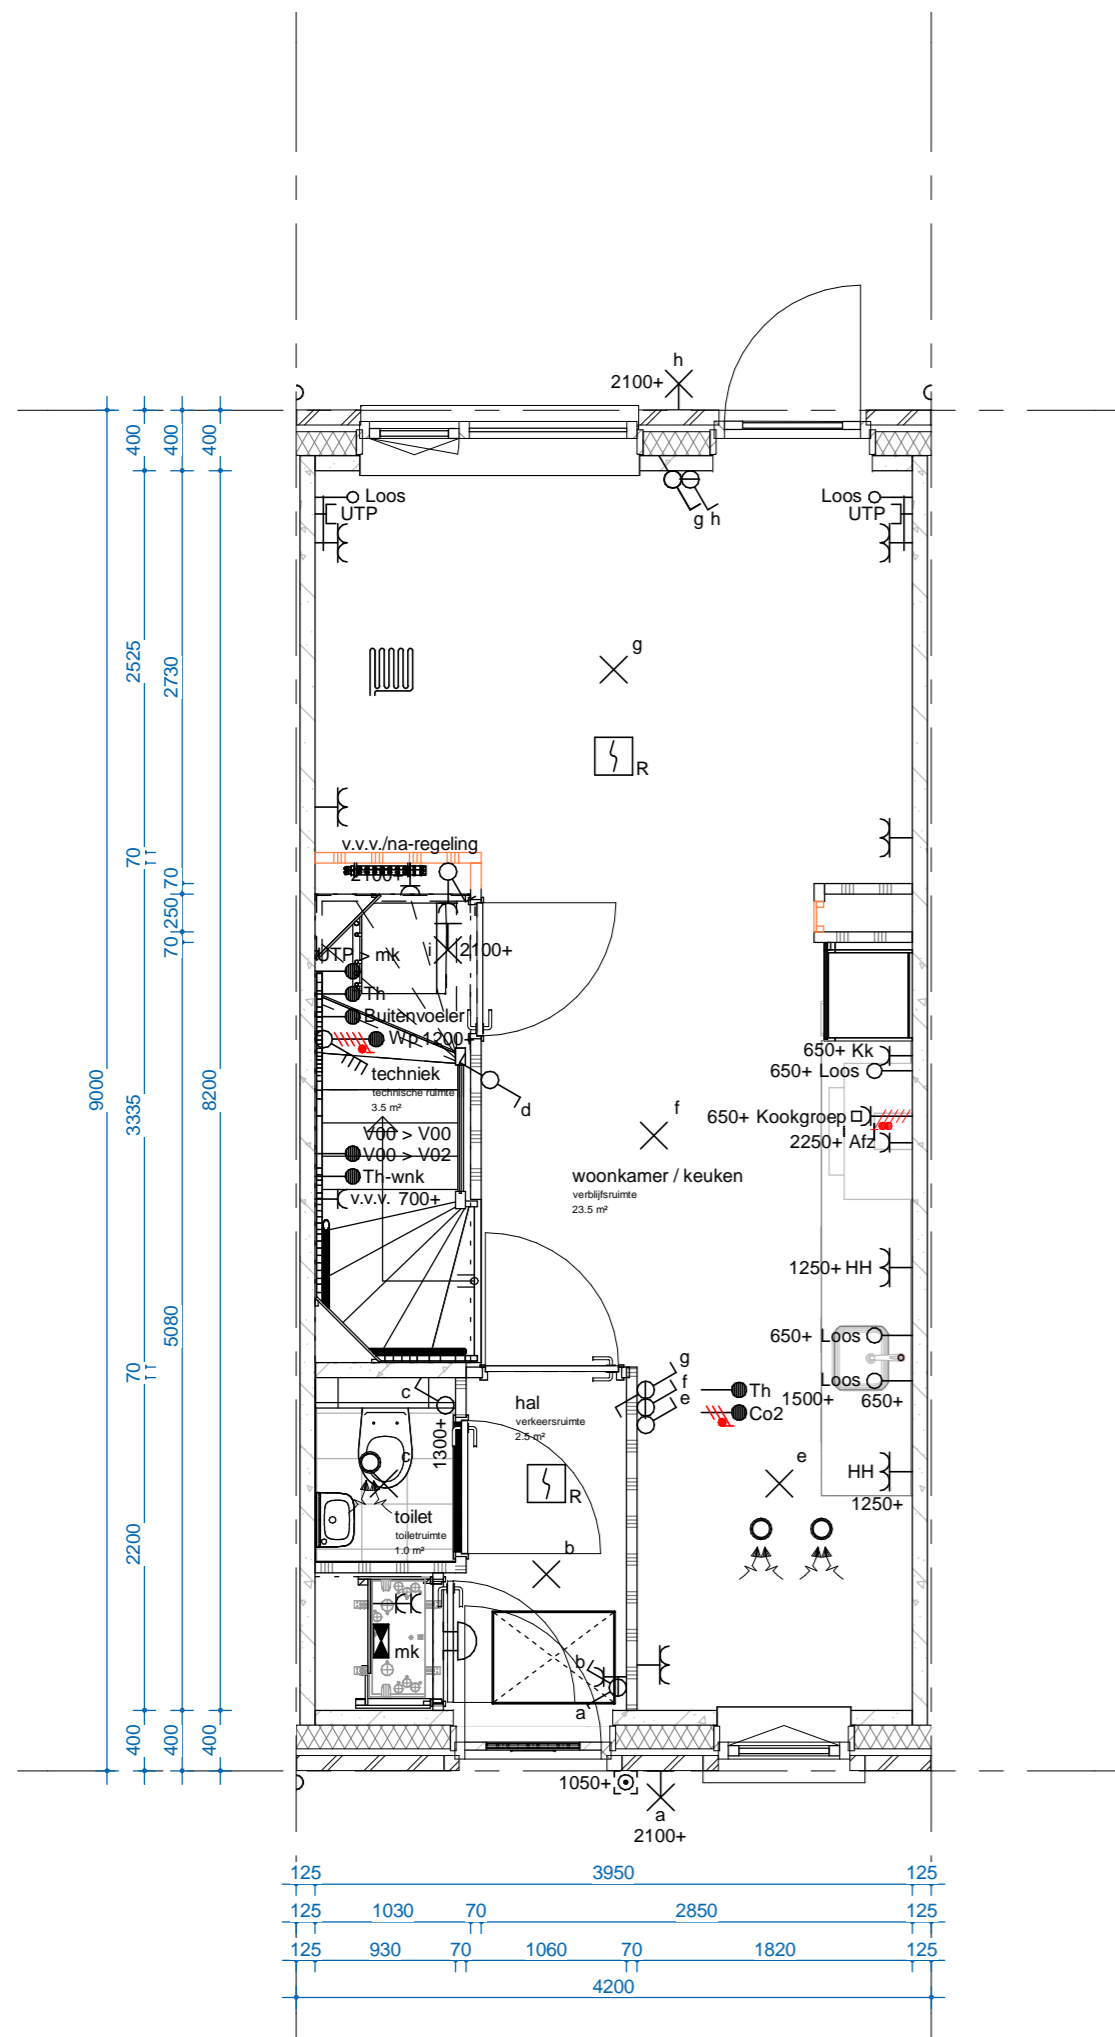 h
2100+
400
400
400
g h
Loos
UTP
Loos
UTP
2525
2730
g
R
v.v.v./na-regeling
2100+
70
70
250
70
UTP > mk
i
2100+
Th
Buitenvoeler
Wp 1200+
techniek
technische ruimte
3.5 m²
d
V00 > V00
V00 > V02
Th-wnk
v.v.v. 700+
9000
3335
8200
5080
f
woonkamer / keuken
verblijfsruimte
23.5 m²
650+ Kk
650+ Loos
650+ Kookgroep
2250+ Afz
1250+ HH
650+ Loos
Loos
1500+
650+
HH
1250+
70
c
1300+
hal
verkeersruimte
2.5 m²
g
f
e
Th
Co2
e
c
R
toilet
toiletruimte
1.0 m²
2200
b
mk
b
a
400
400
400
1050+
a
2100+
125
3950
125
125
1030
70
2850
125
125
930
70
1060
70
1820
125
4200